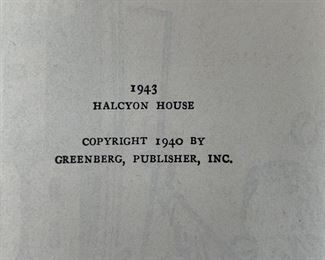 1943
HALCYON HOUSE
COPYRIGHT 1940 BY
GREENBERG, PUBLISHER, INC.